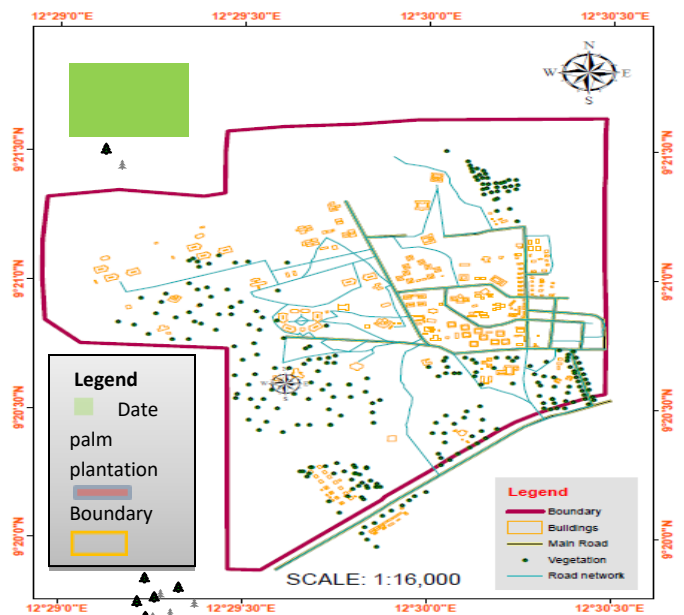 12°29'0"E 12°29'30"E 12°30'0"E 12°30'30"E
N
W E
S
9°21'30"N 9°21'30"N
9°21'0"N 9°21'0"N
N
W E
S
9°20'30"N 9°20'30"N
9°20'0"N 9°20'0"N
Legend
Date
palm
plantation
Boundary
Legend
Boundary
Buildings
Main Road
Vegetation
Road network
SCALE: 1:16,000
12°29'0"E 12°29'30"E 12°30'0"E 12°30'30"E